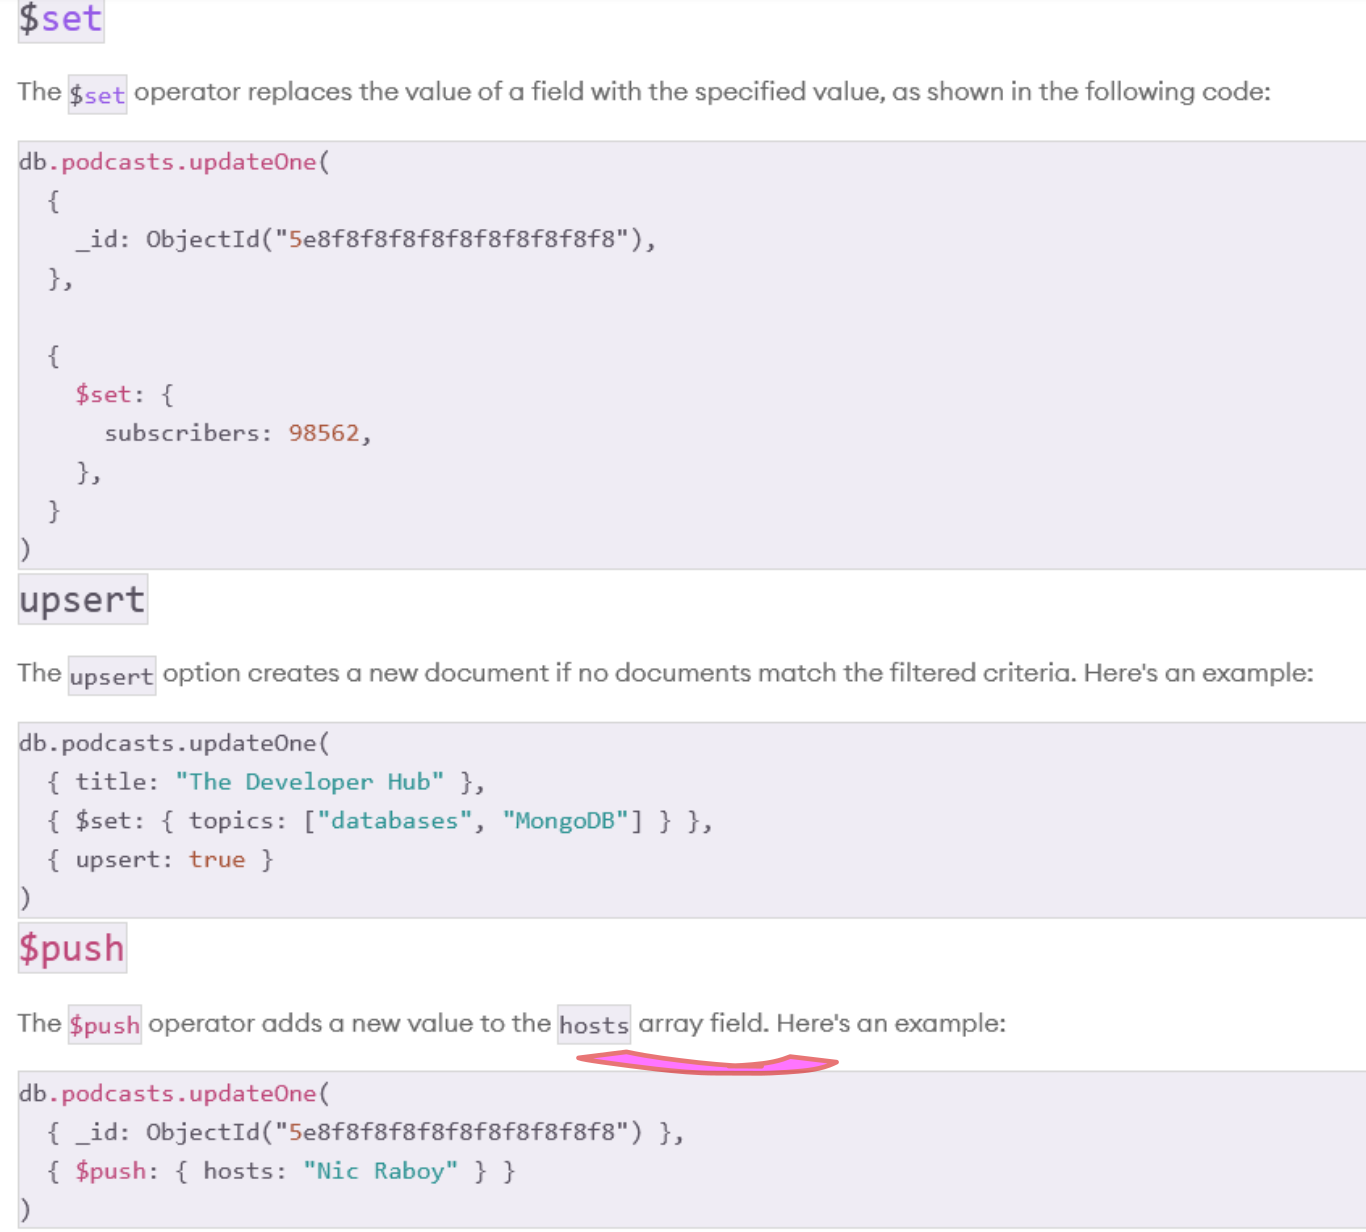 $set
The $set operator replaces the value of a field with the specified value, as shown in the following code:
db.podcasts.updateOne(
  {
    _id: ObjectId("5e8f8f8f8f8f8f8f8f8f8f8"),
  },

  {
    $set: {
      subscribers: 98562,
    },
  }
)
upsert
The upsert option creates a new document if no documents match the filtered criteria. Here's an example:
db.podcasts.updateOne(
  { title: "The Developer Hub" },
  { $set: { topics: ["databases", "MongoDB"] } },
  { upsert: true }
)
$push
The $push operator adds a new value to the hosts array field. Here's an example:
db.podcasts.updateOne(
  { _id: ObjectId("5e8f8f8f8f8f8f8f8f8f8f8") },
  { $push: { hosts: "Nic Raboy" } }
)